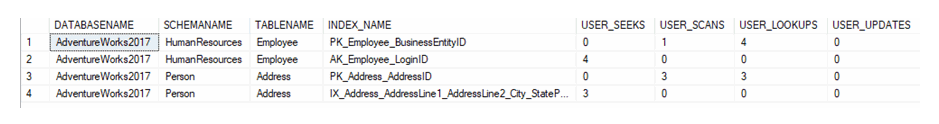 DATABASENAME SCHEMANAME TABLENAME INDEX_NAME USER_SEEKS USER_SCANS USER_LOOKUPS USER_UPDATES
1 AdventureWorks2017 HumanResources Employee PK_Employee_BusinessEntityID 0 1 4 0
2 AdventureWorks2017 HumanResources Employee AK_Employee_LoginID 4 0 0 0
3 AdventureWorks2017 Person Address PK_Address_AddressID 0 3 3 0
4 AdventureWorks2017 Person Address IX_Address_AddressLine1_AddressLine2_City_StateP... 3 0 0 0